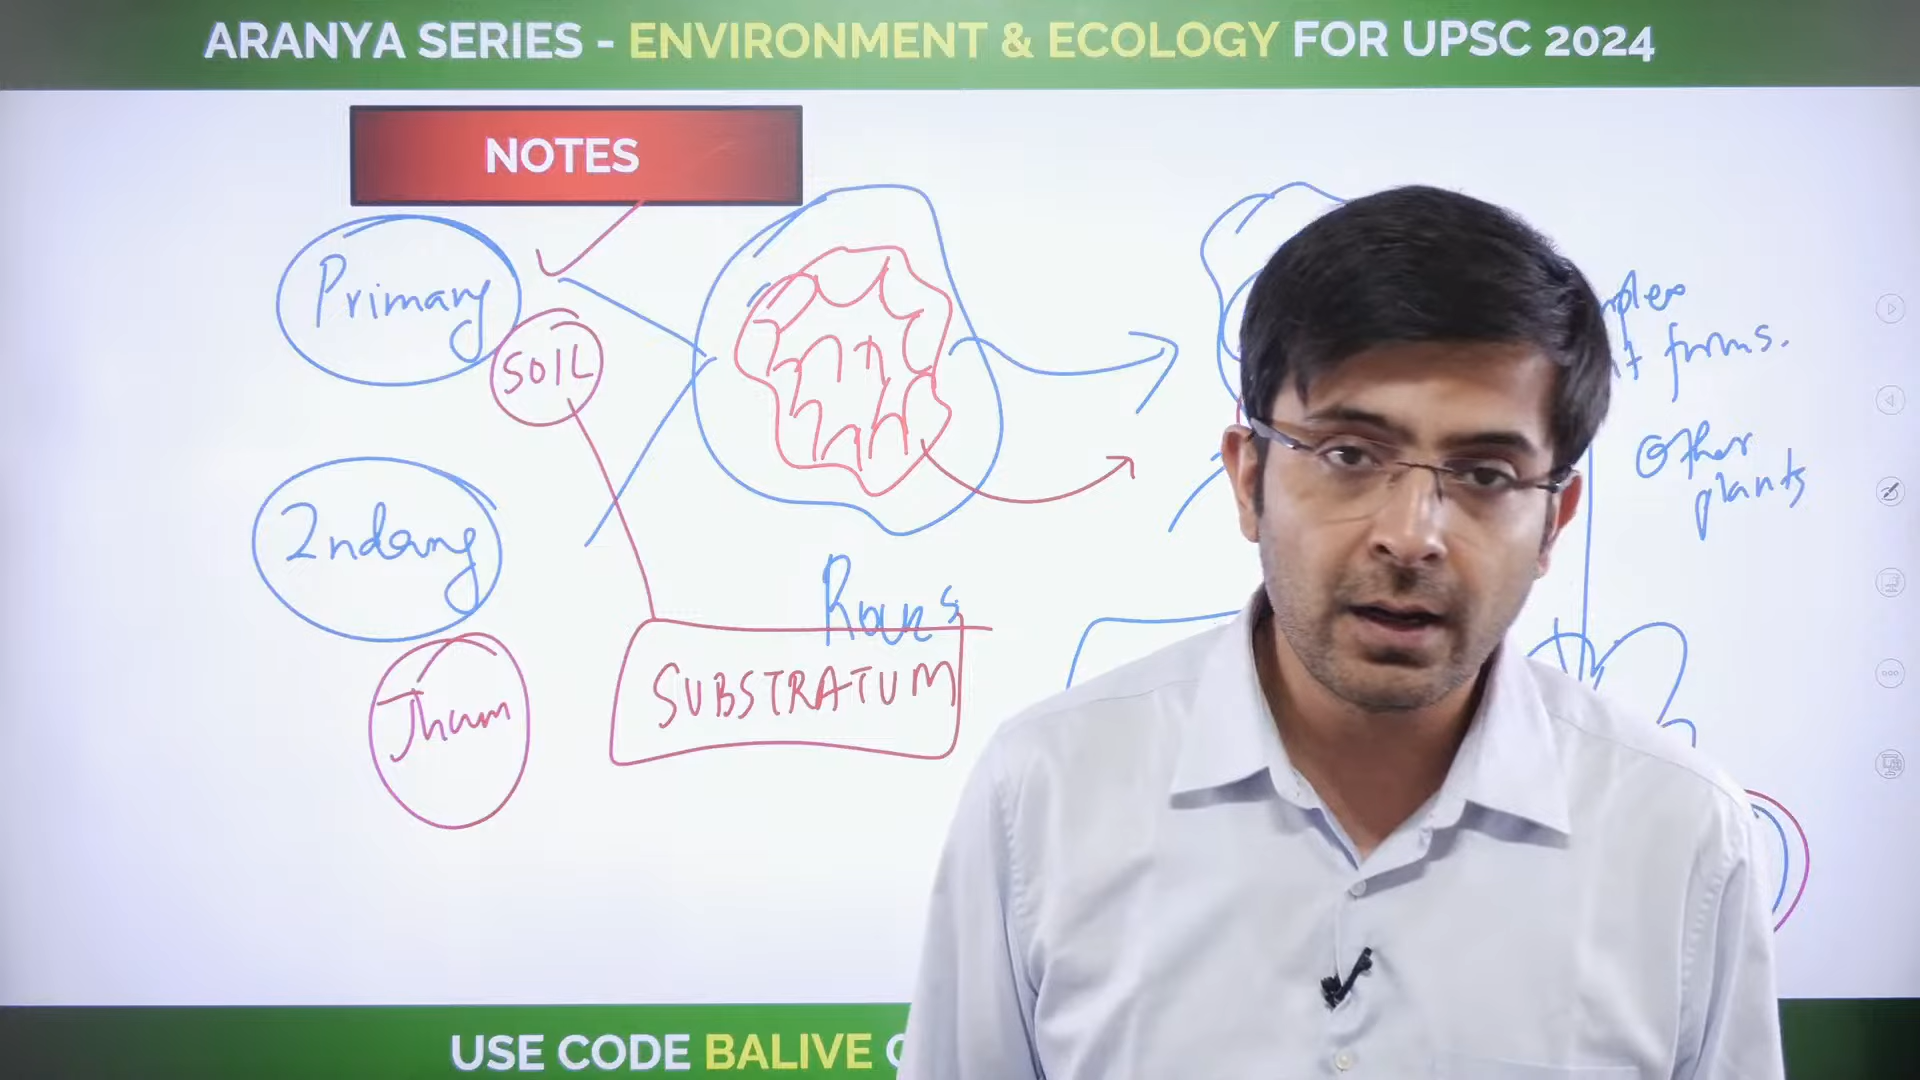 ARANYA SERIES - ENVIRONMENT & ECOLOGY FOR UPSC 2024
NOTES
Primary
SOIL
forms.
Other
plants
2ndary
Rocks
SUBSTRATUM
Jhum
USE CODE BALIVE